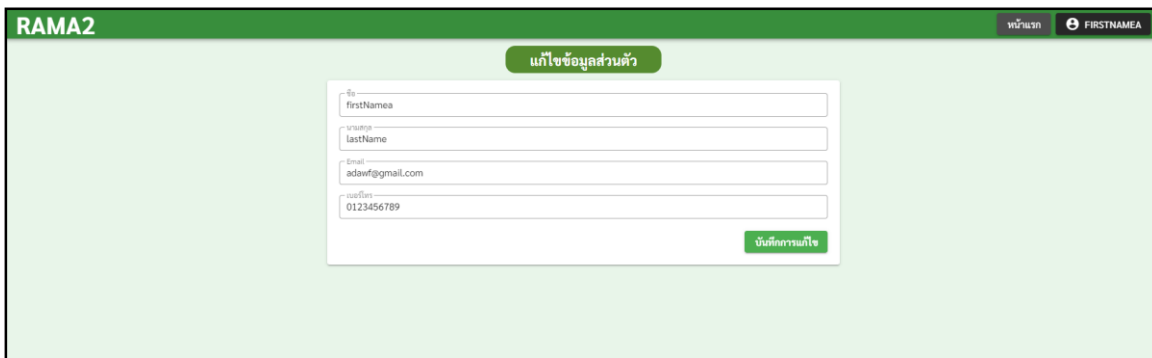 RAMA2
หน้าแรก
FIRSTNAMEA
แก้ไขข้อมูลส่วนตัว
ชื่อ
firstNamea
นามสกุล
lastName
Email
adawf@gmail.com
เบอร์โทร
0123456789
บันทึกการแก้ไข